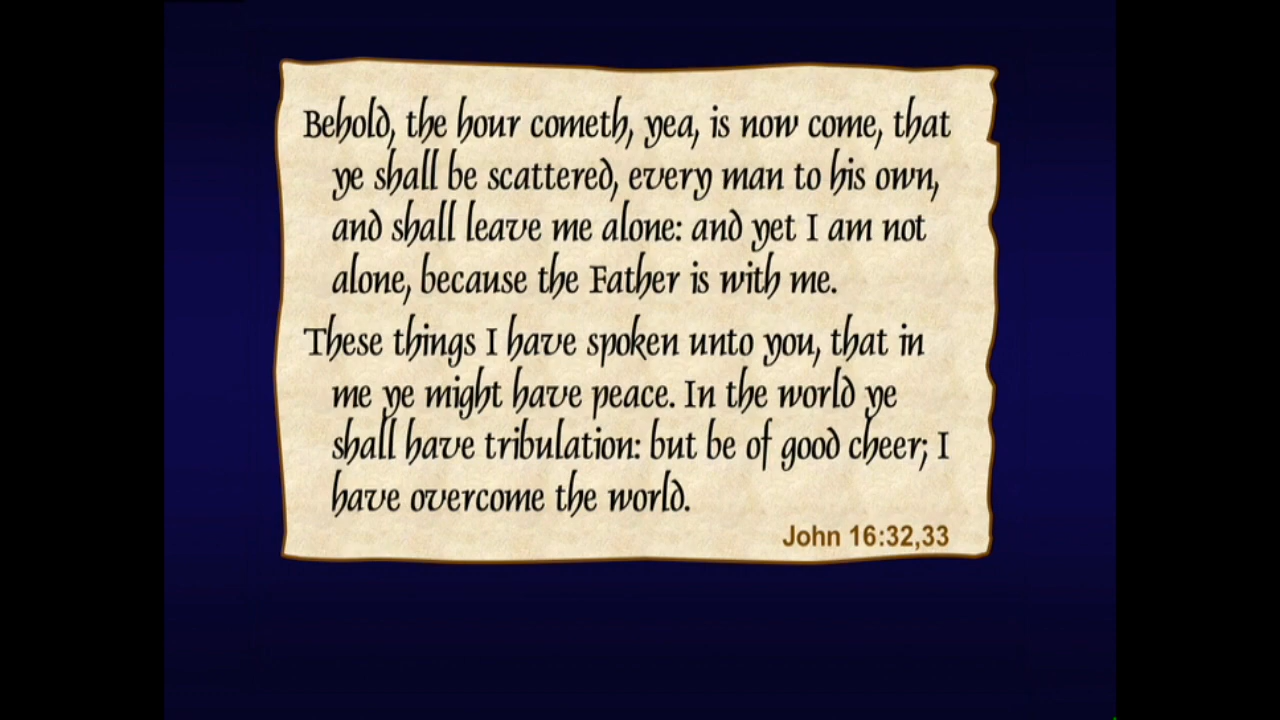 Behold, the hour cometh, yea, is now come, that
ye shall be scattered, every man to his own,
and shall leave me alone: and yet I am not
alone, because the Father is with me.
These things I have spoken unto you, that in
me ye might have peace. In the world ye
shall have tribulation: but be of good cheer; I
have overcome the world.
John 16:32,33